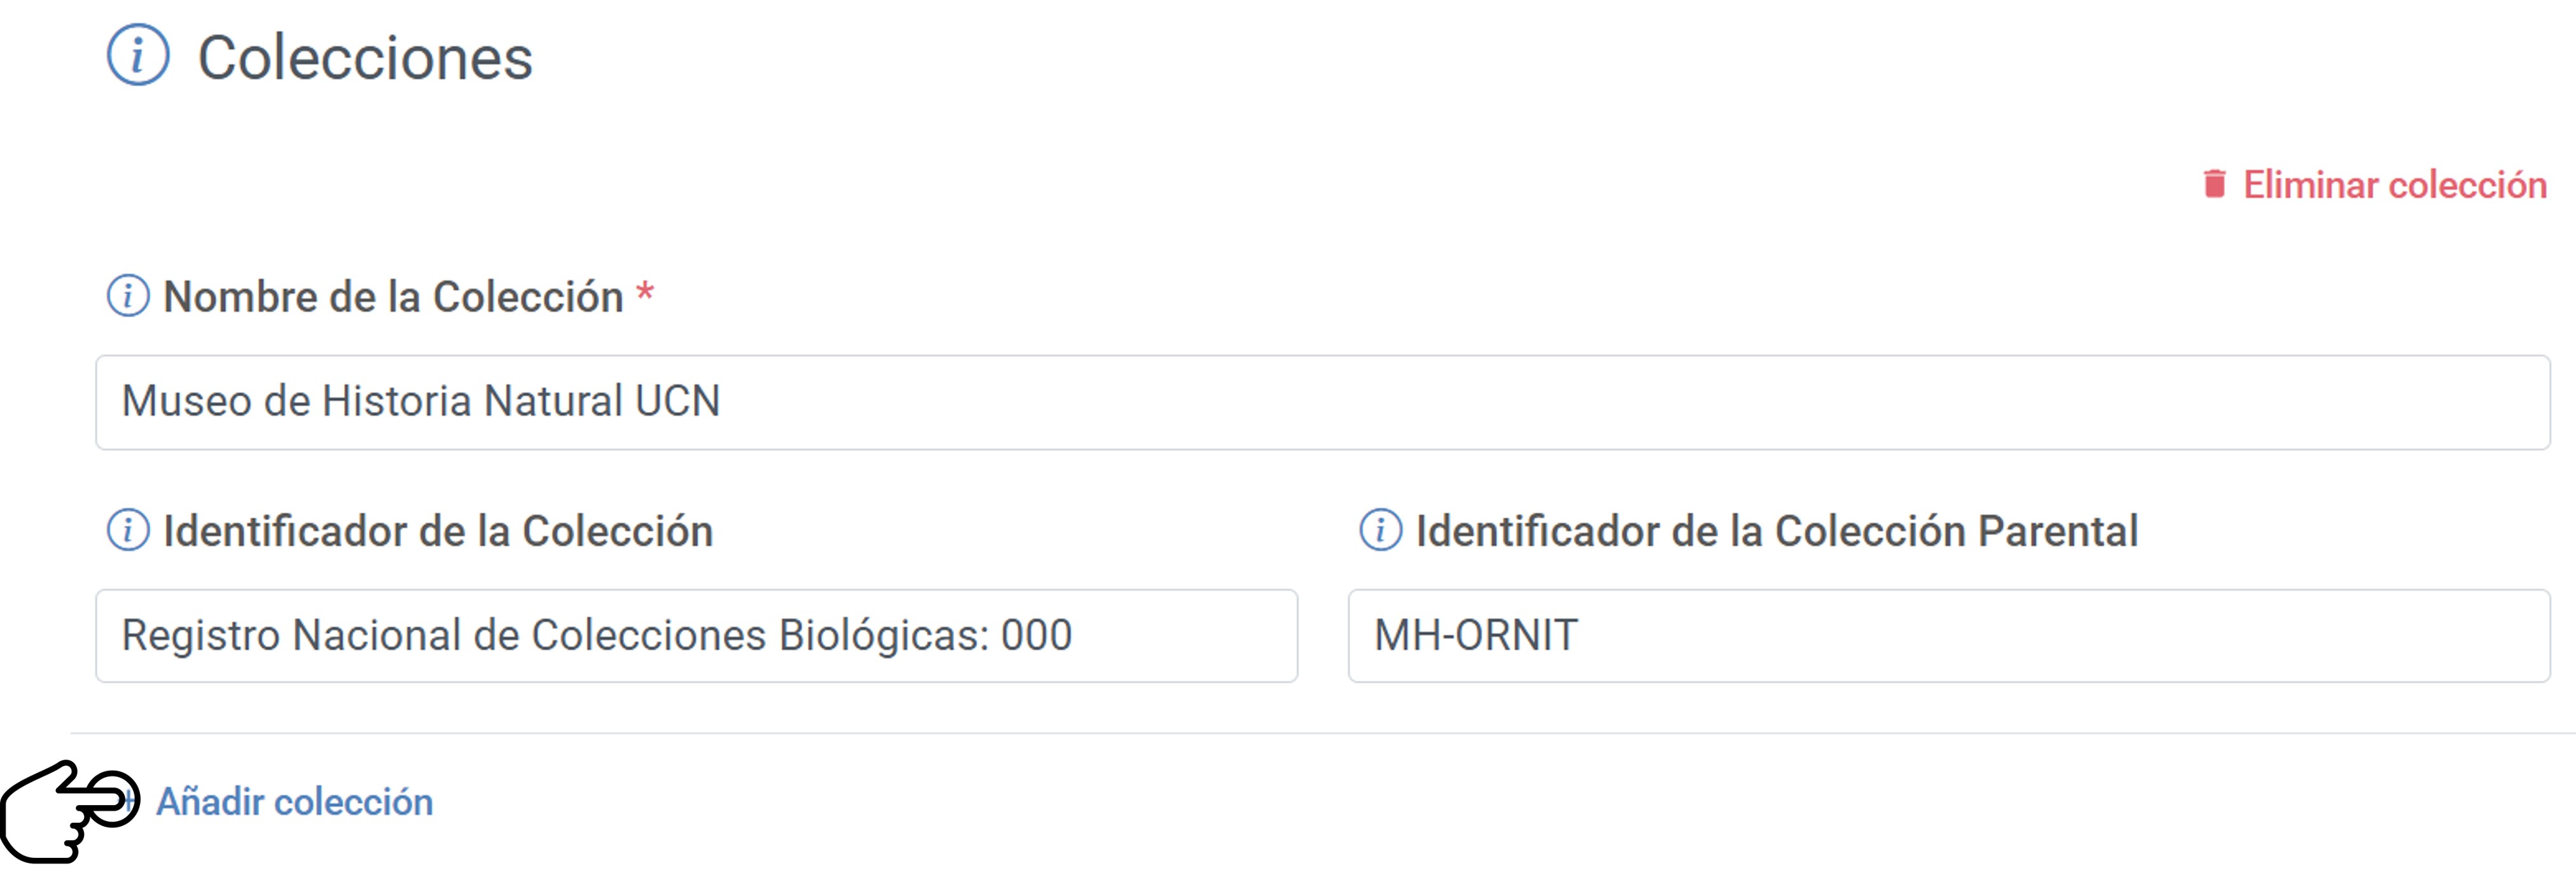 Colecciones
Eliminar colección
Nombre de la Colección *
Museo de Historia Natural UCN
Identificador de la Colección
Identificador de la Colección Parental
Registro Nacional de Colecciones Biológicas: 000
MH-ORNIT
+ Añadir colección